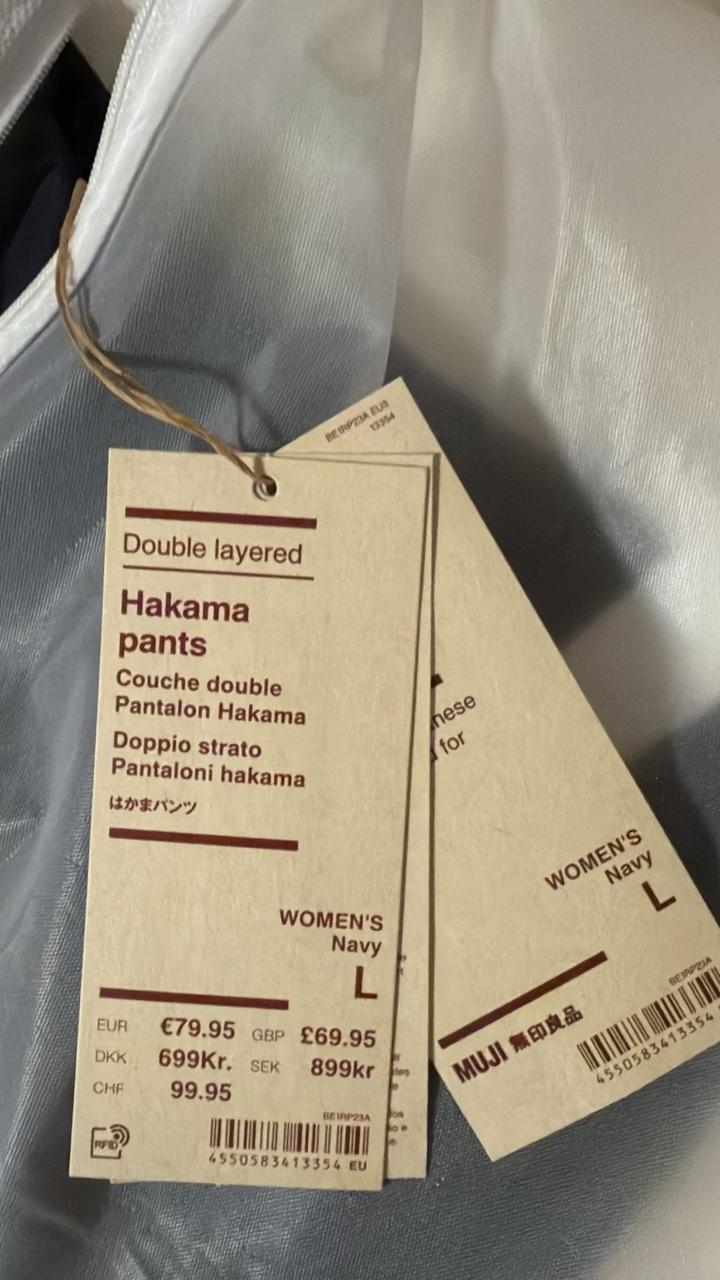 BE1RP23A EU3
13354
Double layered
Hakama
pants
Couche double
Pantalon Hakama
Doppio strato
Pantaloni hakama
はかまパンツ
WOMEN'S
Navy
L
EUR €79.95 GBP £69.95
DKK 699Kr. SEK 899kr
CHF 99.95
BE1RP23A
RFID
4550583413354 EU
for
WOMEN'S
Navy
L
MUJI 無印良品
BE1RP23A
4550583413354